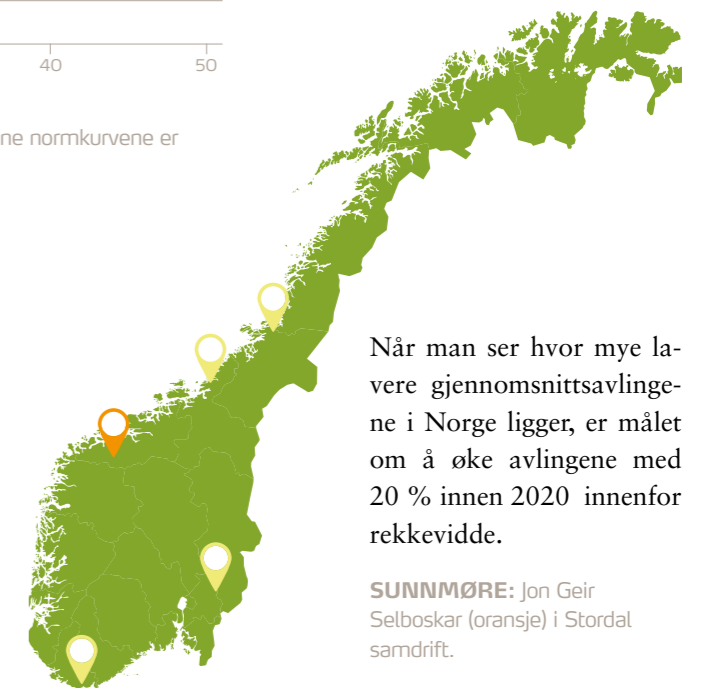 40 50
ne normkurvene er
Når man ser hvor mye la-
vere gjennomsnittsavlinge-
ne i Norge ligger, er målet
om å øke avlingene med
20 % innen 2020 innenfor
rekkevidde.
SUNNMØRE: Jon Geir
Selboskar (oransje) i Stordal
samdrift.